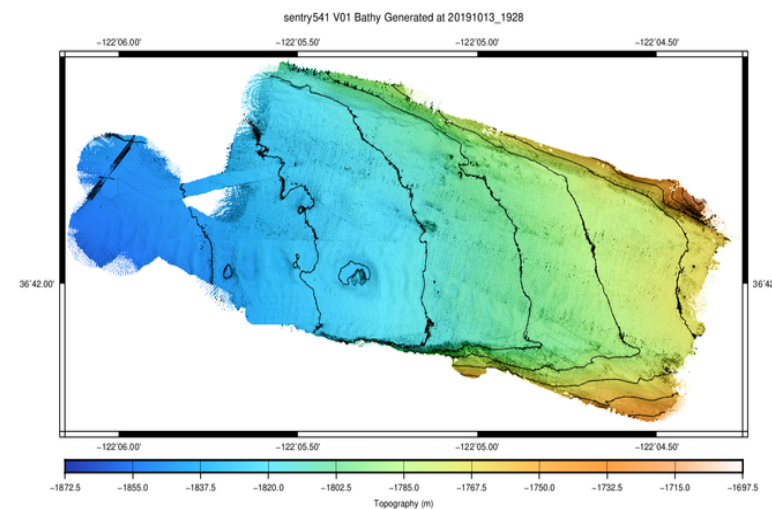 sentry541 V01 Bathy Generated at 20191013_1928
−122˚06.00' −122˚05.50' −122˚05.00' −122˚04.50'
36˚42.00' 36˚42
−122˚06.00' −122˚05.50' −122˚05.00' −122˚04.50'
−1872.5 −1855.0 −1837.5 −1820.0 −1802.5 −1785.0 −1767.5 −1750.0 −1732.5 −1715.0 −1697.5
Topography (m)